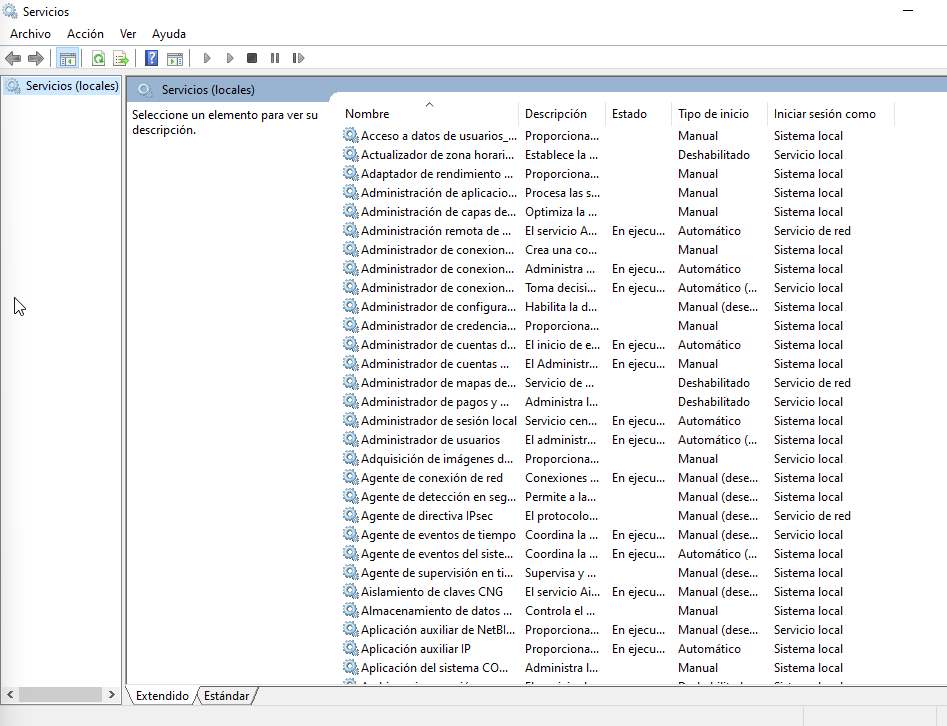 Servicios
Archivo Acción Ver Ayuda
Servicios (locales)
Servicios (locales)
Seleccione un elemento para ver su
descripción.
Nombre Descripción Estado Tipo de inicio Iniciar sesión como
Acceso a datos de usuarios_... Proporciona... Manual Sistema local
Actualizador de zona horari... Establece la ... Deshabilitado Servicio local
Adaptador de rendimiento ... Proporciona... Manual Sistema local
Administración de aplicacio... Procesa las s... Manual Sistema local
Administración de capas de... Optimiza la ... Manual Sistema local
Administración remota de ... El servicio A... En ejecu... Automático Servicio de red
Administrador de conexion... Crea una co... Manual Sistema local
Administrador de conexion... Administra ... En ejecu... Automático Sistema local
Administrador de conexion... Toma decisi... En ejecu... Automático (... Servicio local
Administrador de configura... Habilita la d... Manual (dese... Sistema local
Administrador de credencia... Proporciona... Manual Sistema local
Administrador de cuentas d... El inicio de e... En ejecu... Automático Sistema local
Administrador de cuentas ... El Administr... En ejecu... Manual Sistema local
Administrador de mapas de... Servicio de ... Deshabilitado Servicio de red
Administrador de pagos y ... Administra l... Deshabilitado Servicio local
Administrador de sesión local Servicio cen... En ejecu... Automático Sistema local
Administrador de usuarios El administr... En ejecu... Automático (... Sistema local
Adquisición de imágenes d... Proporciona... Manual Servicio local
Agente de conexión de red Conexiones ... En ejecu... Manual (dese... Sistema local
Agente de detección en seg... Permite a la... Manual (dese... Sistema local
Agente de directiva IPsec El protocolo... Manual (dese... Servicio de red
Agente de eventos de tiempo Coordina la ... En ejecu... Manual (dese... Servicio local
Agente de eventos del siste... Coordina la ... En ejecu... Automático (... Sistema local
Agente de supervisión en ti... Supervisa y ... Manual (dese... Sistema local
Aislamiento de claves CNG El servicio Ai... En ejecu... Manual (dese... Sistema local
Almacenamiento de datos ... Controla el ... Manual Sistema local
Aplicación auxiliar de NetBI... Proporciona... En ejecu... Manual (dese... Servicio local
Aplicación auxiliar IP Proporciona... En ejecu... Automático Sistema local
Aplicación del sistema CO... Administra l... Manual Sistema local
Extendido Estándar